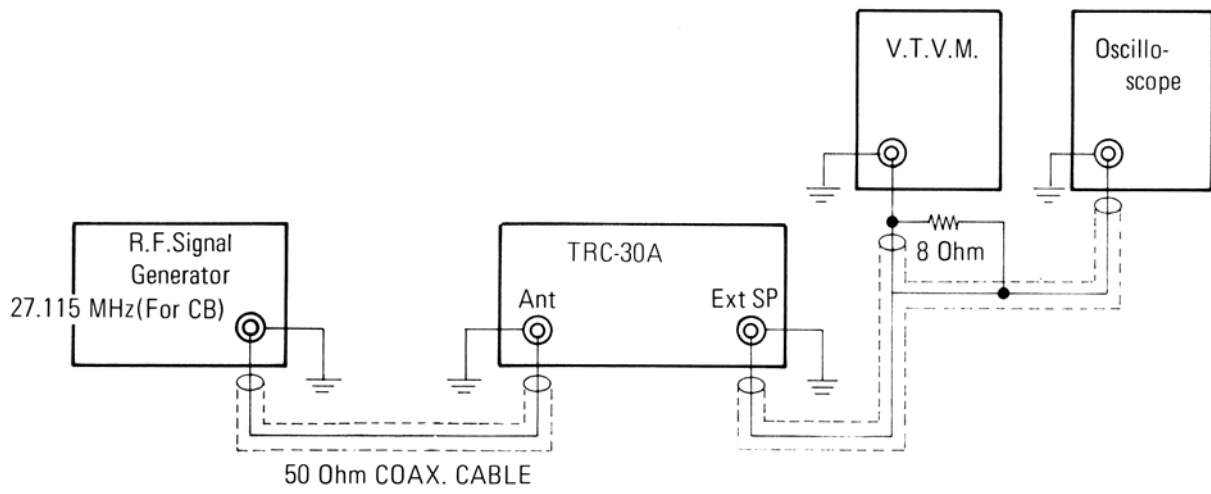 V.T.V.M.
Oscillo-
scope
R.F.Signal
Generator
27.115 MHz(For CB)
TRC-30A
Ant
Ext SP
8 Ohm
50 Ohm COAX. CABLE